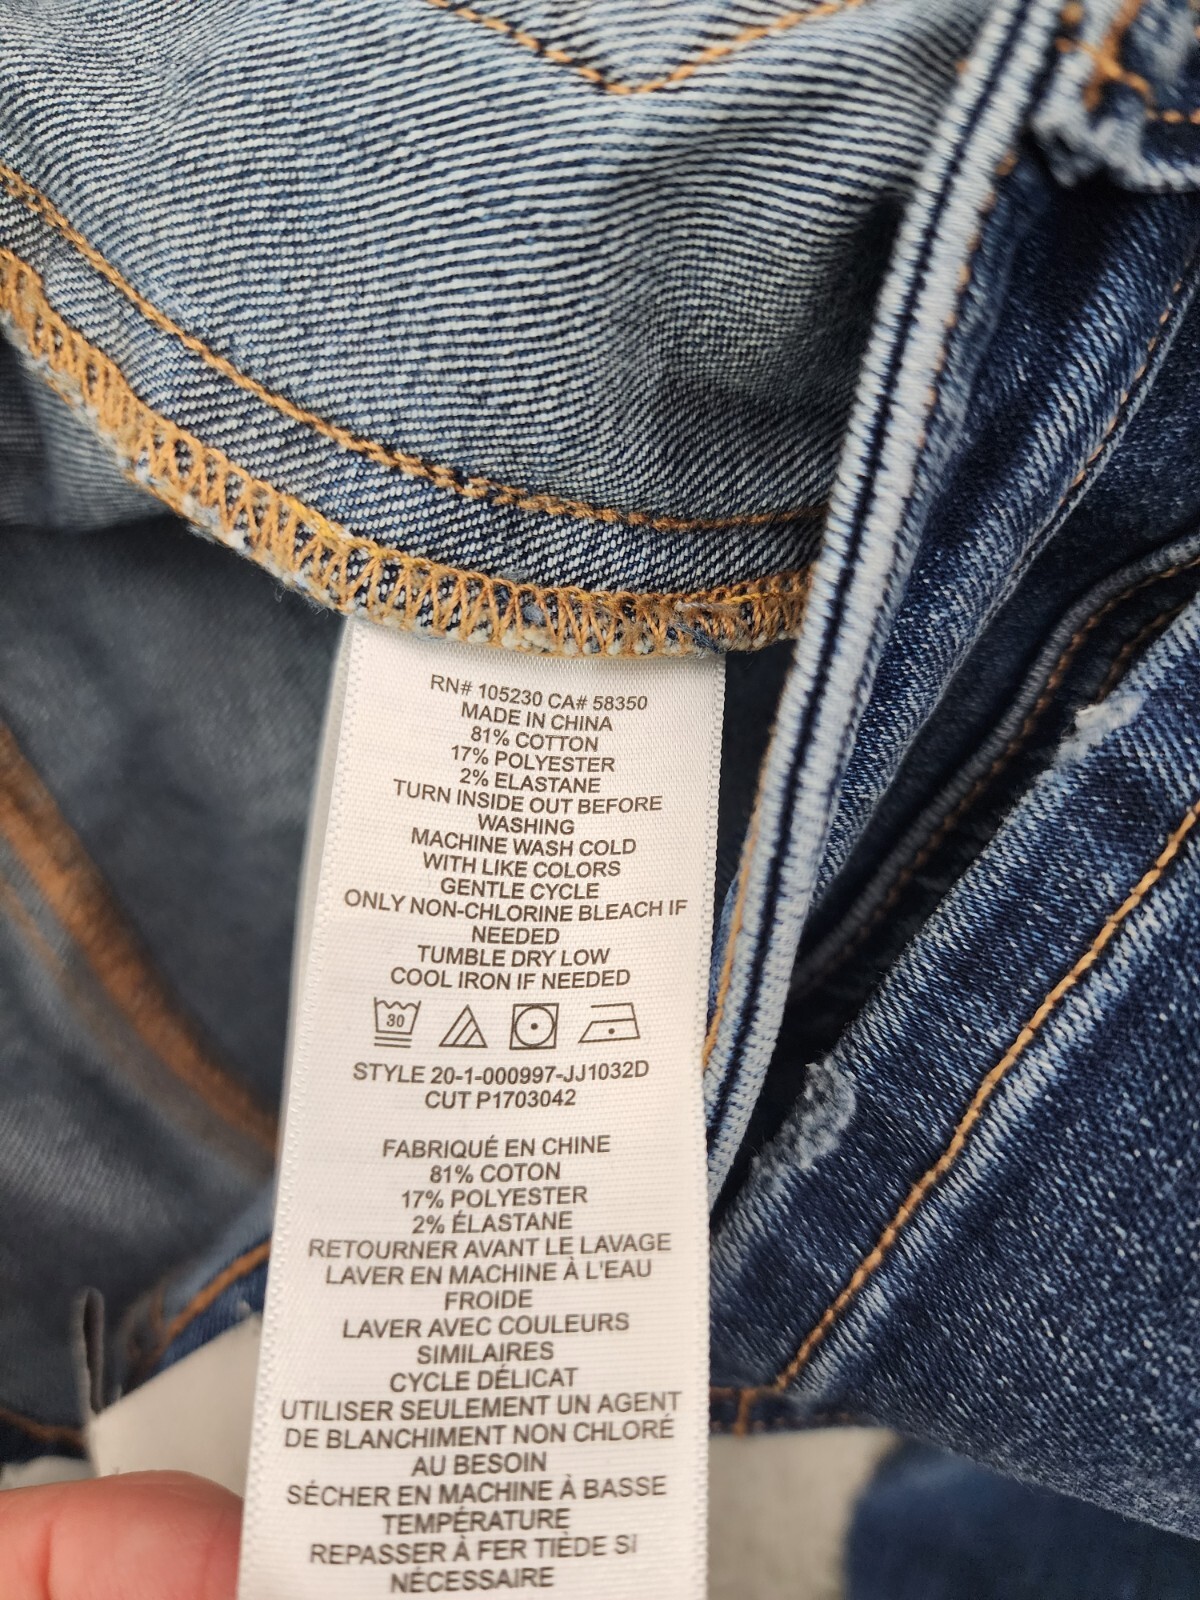 RN# 105230 CA# 58350
MADE IN CHINA
81% COTTON
17% POLYESTER
2% ELASTANE
TURN INSIDE OUT BEFORE
WASHING
MACHINE WASH COLD
WITH LIKE COLORS
GENTLE CYCLE
ONLY NON-CHLORINE BLEACH IF
NEEDED
TUMBLE DRY LOW
COOL IRON IF NEEDED
30
STYLE 20-1-000997-JJ1032D
CUT P1703042
FABRIQUÉ EN CHINE
81% COTON
17% POLYESTER
2% ÉLASTANE
RETOURNER AVANT LE LAVAGE
LAVER EN MACHINE À L'EAU
FROIDE
LAVER AVEC COULEURS
SIMILAIRES
CYCLE DÉLICAT
UTILISER SEULEMENT UN AGENT
DE BLANCHIMENT NON CHLORÉ
AU BESOIN
SÉCHER EN MACHINE À BASSE
TEMPÉRATURE
REPASSER À FER TIÈDE SI
NÉCESSAIRE